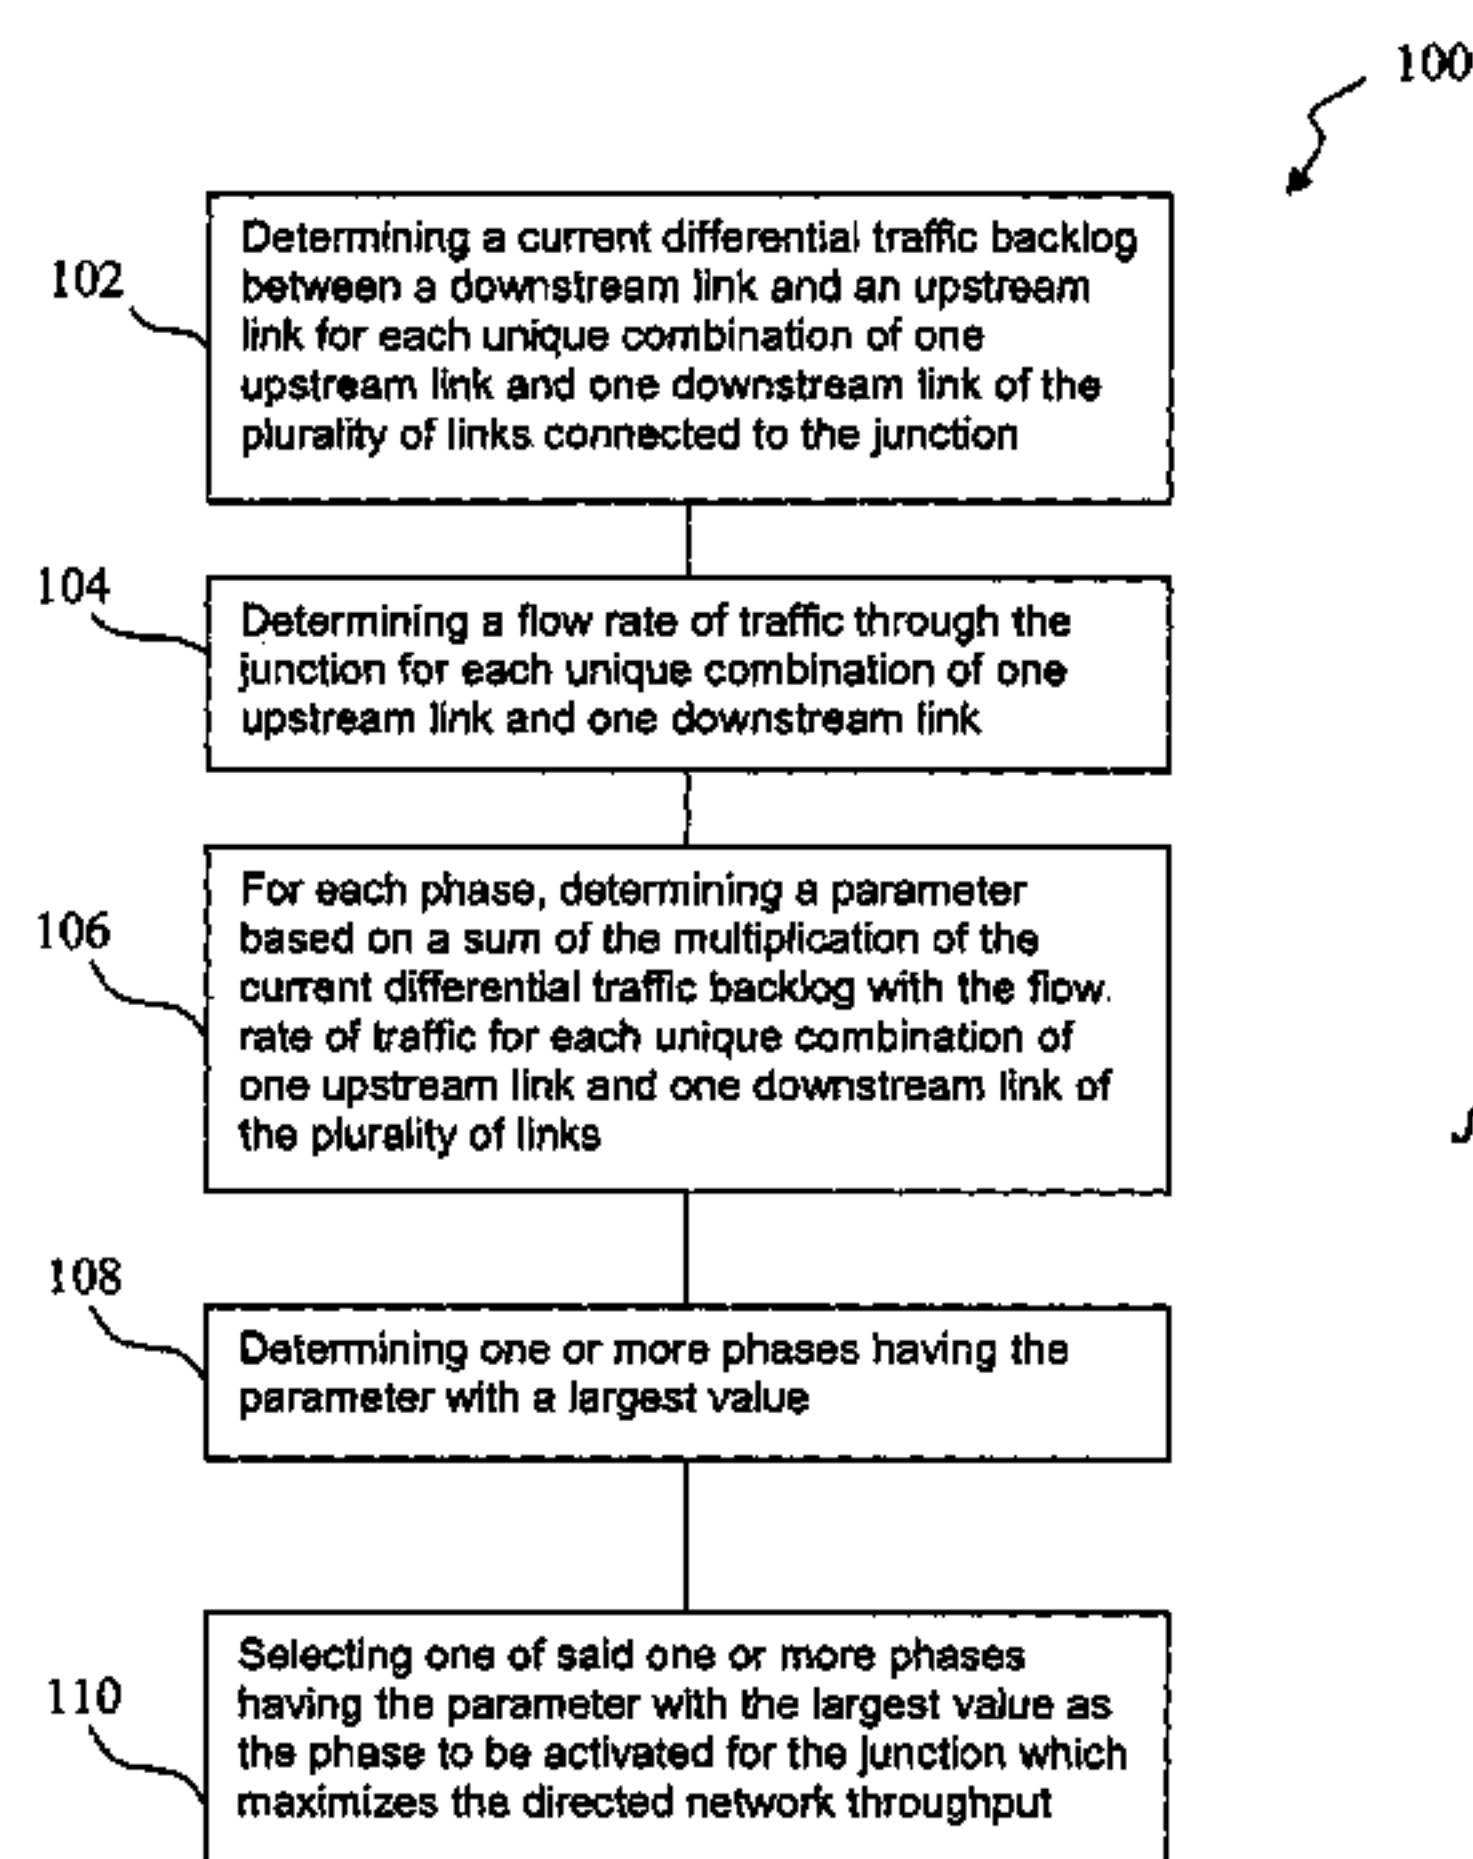 100
102
Determining a current differential traffic backlog
between a downstream link and an upstream
link for each unique combination of one
upstream link and one downstream link of the
plurality of links connected to the junction
104
Determining a flow rate of traffic through the
junction for each unique combination of one
upstream link and one downstream link
106
For each phase, determining a parameter
based on a sum of the multiplication of the
current differential traffic backlog with the flow
rate of traffic for each unique combination of
one upstream link and one downstream link of
the plurality of links
108
Determining one or more phases having the
parameter with a largest value
110
Selecting one of said one or more phases
having the parameter with the largest value as
the phase to be activated for the junction which
maximizes the directed network throughput